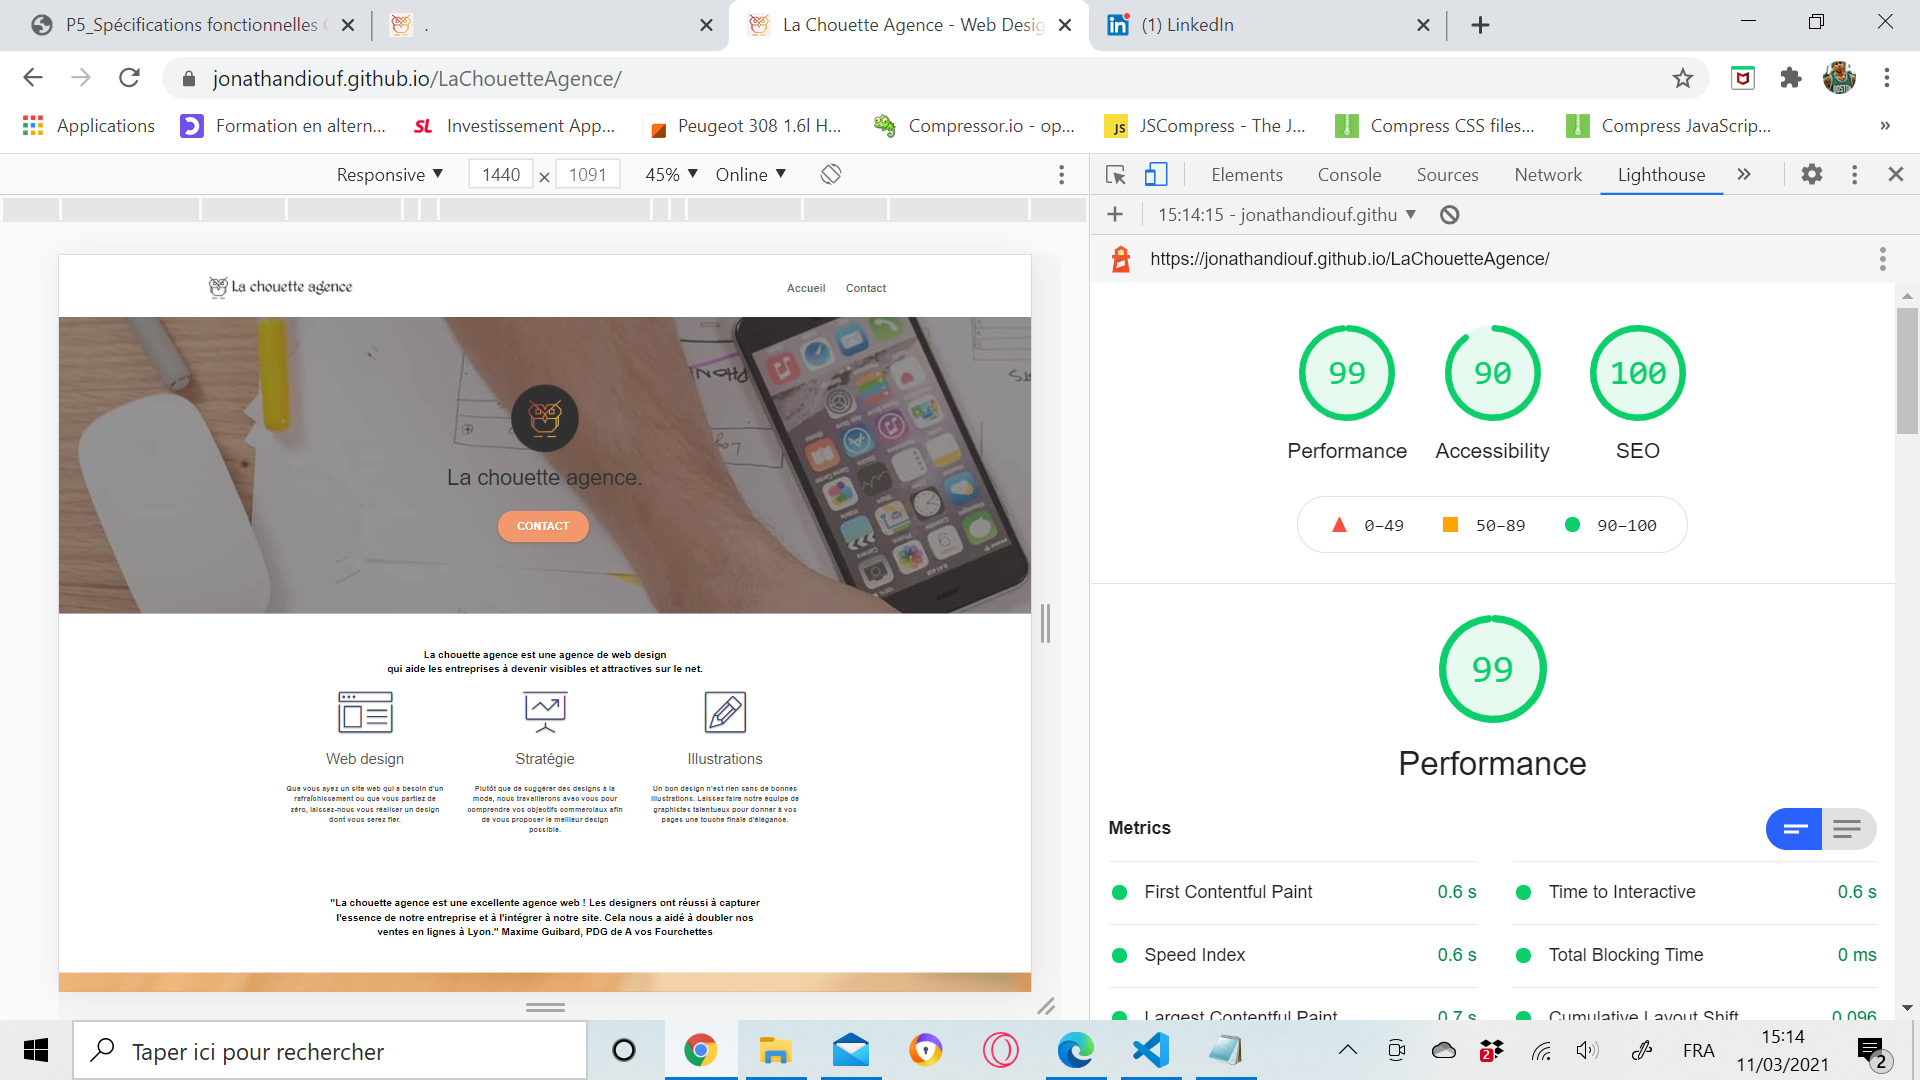 P5_Spécifications fonctionnelles
.
La Chouette Agence - Web Desig
(1) LinkedIn
jonathandiouf.github.io/LaChouetteAgence/
Applications
Formation en altern...
SL Investissement App...
Peugeot 308 1.6l H...
Compressor.io - op...
JS JSCompress - The J...
Compress CSS files...
Compress JavaScrip...
»
Responsive
1440 × 1091
45%
Online
Elements
Console
Sources
Network
Lighthouse
»
15:14:15 - jonathandiouf.githu
https://jonathandiouf.github.io/LaChouetteAgence/
La chouette agence
Accueil
Contact
La chouette agence.
CONTACT
La chouette agence est une agence de web design
qui aide les entreprises à devenir visibles et attractives sur le net.
Web design
Que vous ayez un site web qui a besoin d'un
rafraîchissement ou que vous partiez de
zéro, laissez-nous vous réaliser un design
dont vous serez fier.
Stratégie
Plutôt que de suggérer des designs à la
mode, nous travaillerons avec vous pour
comprendre vos objectifs commerciaux afin
de vous proposer le meilleur design
possible.
Illustrations
Un bon design n'est rien sans de bonnes
illustrations. Laissez faire notre équipe de
graphistes talentueux pour donner à vos
pages une touche finale d'élégance.
"La chouette agence est une excellente agence web ! Les designers ont réussi à capturer
l'essence de notre entreprise et à l'intégrer à notre site. Cela nous a aidé à doubler nos
ventes en lignes à Lyon." Maxime Guibard, PDG de A vos Fourchettes
99
Performance
90
Accessibility
100
SEO
0–49
50–89
90–100
99
Performance
Metrics
First Contentful Paint 0.6 s
Time to Interactive 0.6 s
Speed Index 0.6 s
Total Blocking Time 0 ms
Largest Contentful Paint 0.7 s
Cumulative Layout Shift 0.096
Taper ici pour rechercher
2
FRA
15:14
11/03/2021
2